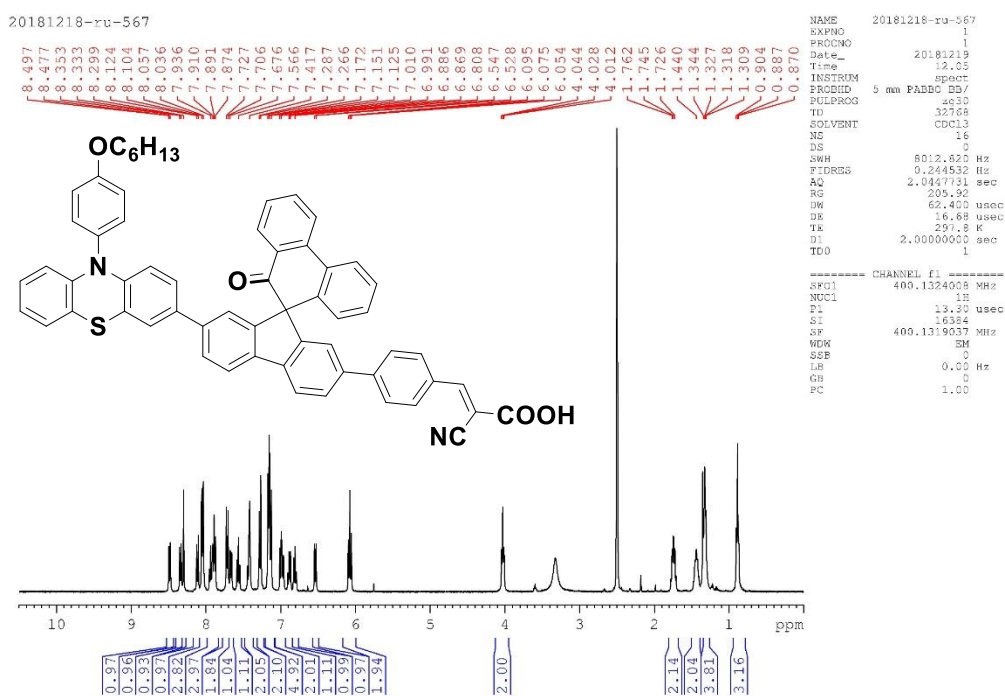 20181218-ru-567
8.497
8.477
8.353
8.333
8.299
8.124
8.104
8.057
8.036
7.936
7.910
7.891
7.874
7.727
7.706
7.676
7.568
7.417
7.287
7.266
7.172
7.151
7.125
7.010
6.991
6.886
6.869
6.808
6.547
6.528
6.095
6.075
6.054
4.044
4.028
4.012
1.762
1.745
1.726
1.440
1.344
1.327
1.318
1.309
0.904
0.887
0.870
NAME 20181218-ru-567
EXPNO 1
PROCNO 1
Date_ 20181219
Time 12.05
INSTRUM spect
PROBHD 5 mm PABBO BB/
PULPROG zg30
TD 32768
SOLVENT CDCl3
NS 16
DS 0
SWH 8012.820 Hz
FIDRES 0.244532 Hz
AQ 2.0447731 sec
RG 205.92
DW 62.400 usec
DE 16.68 usec
TE 297.8 K
D1 2.00000000 sec
TD0 1
======== CHANNEL f1 ========
SFO1 400.1324008 MHz
NUC1 1H
P1 13.30 usec
SI 16384
SF 400.1319037 MHz
WDW EM
SSB 0
LB 0.00 Hz
GB 0
PC 1.00
OC6H13
N
S
O
NC
COOH
10 9 8 7 6 5 4 3 2 1 ppm
0.97
0.96
0.93
0.97
2.82
2.97
1.84
1.04
1.11
2.05
2.10
4.92
2.01
1.11
0.99
0.97
1.94
2.00
2.14
2.04
3.81
3.16